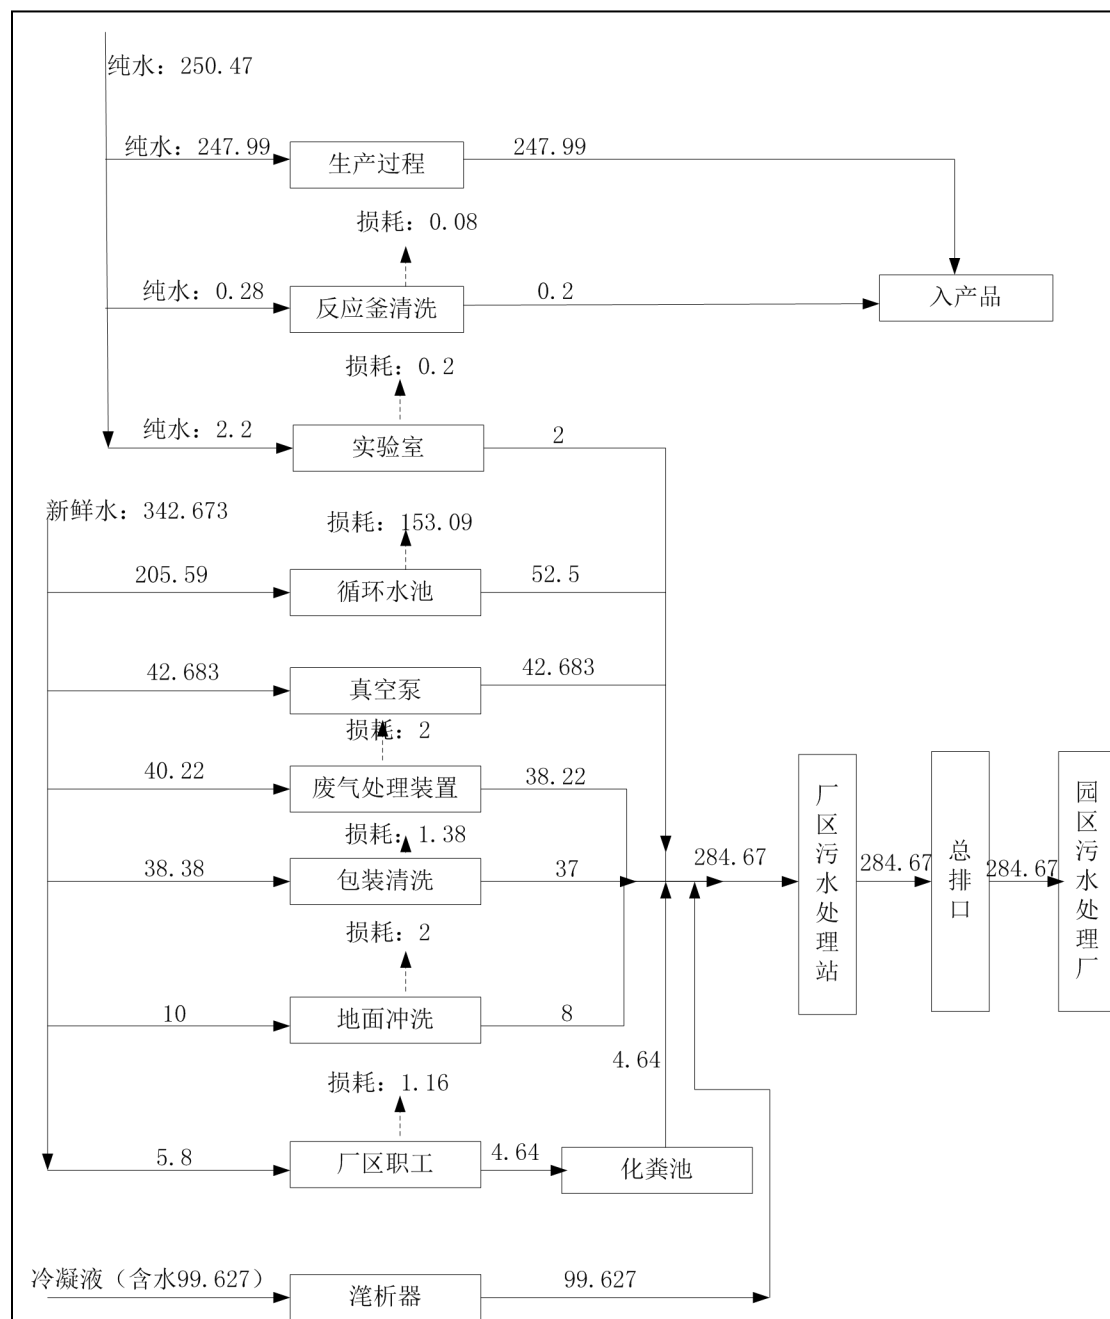 纯水：250.47
纯水：247.99
生产过程
247.99
损耗：0.08
纯水：0.28
反应釜清洗
0.2
入产品
损耗：0.2
纯水：2.2
实验室
2
新鲜水：342.673
损耗：153.09
205.59
循环水池
52.5
42.683
真空泵
42.683
损耗：2
40.22
废气处理装置
38.22
损耗：1.38
38.38
包装清洗
37
284.67
厂区污水处理站
284.67
总排口
284.67
园区污水处理厂
损耗：2
10
地面冲洗
8
4.64
损耗：1.16
5.8
厂区职工
4.64
化粪池
冷凝液（含水99.627）
滗析器
99.627